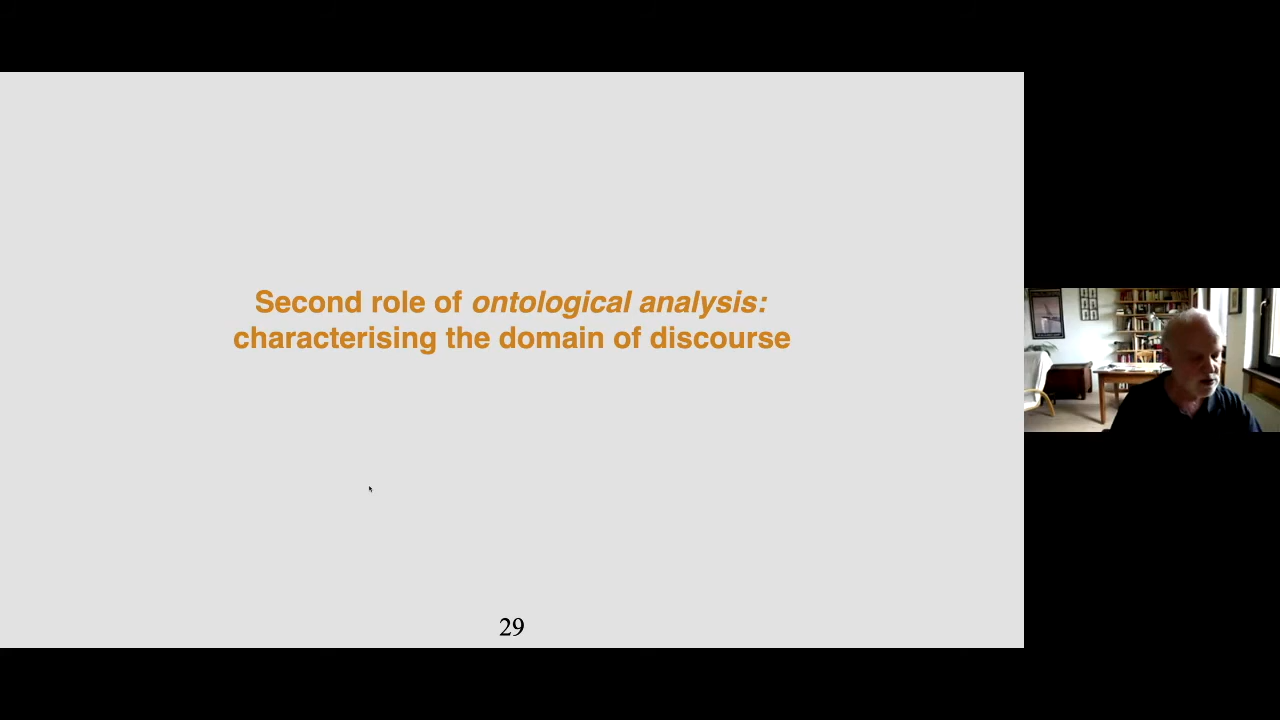 Second role of ontological analysis:
characterising the domain of discourse
29